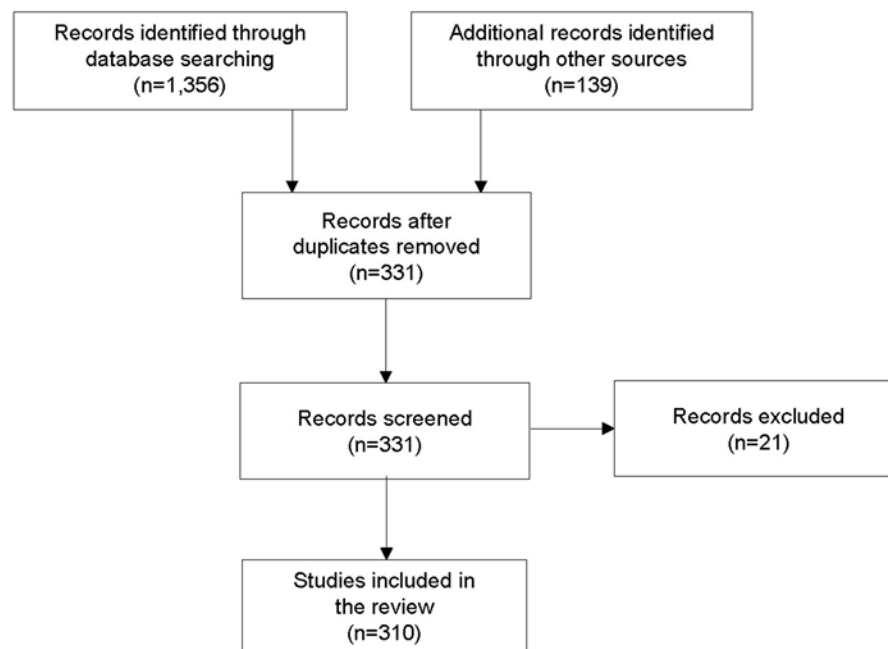 Records identified through
database searching
(n=1,356)
Additional records identified
through other sources
(n=139)
Records after
duplicates removed
(n=331)
Records screened
(n=331)
Records excluded
(n=21)
Studies included in
the review
(n=310)